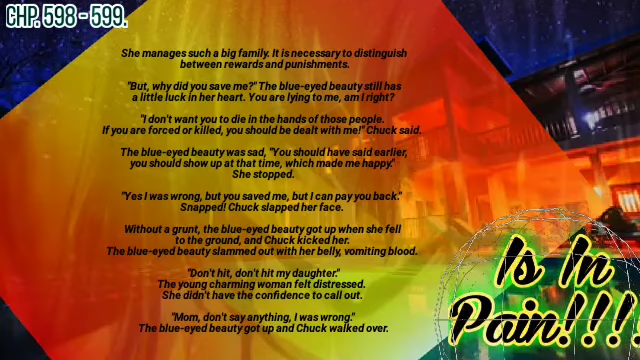 CHP. 598 - 599.
She manages such a big family. It is necessary to distinguish
between rewards and punishments.
"But, why did you save me?" The blue-eyed beauty still has
a little luck in her heart. You are lying to me, am I right?
"I don't want you to die in the hands of those people.
If you are forced or killed, you should be dealt with me!" Chuck said.
The blue-eyed beauty was sad, "You should have said earlier,
you should show up at that time, which made me happy."
She stopped.
"Yes I was wrong, but you saved me, but I can pay you back."
Snapped! Chuck slapped her face.
Without a grunt, the blue-eyed beauty got up when she fell
to the ground, and Chuck kicked her.
The blue-eyed beauty slammed out with her belly, vomiting blood.
"Don't hit, don't hit my daughter."
The young charming woman felt distressed.
She didn't have the confidence to call out.
"Mom, don't say anything, I was wrong."
The blue-eyed beauty got up and Chuck walked over.
Is In
Pain!!!!